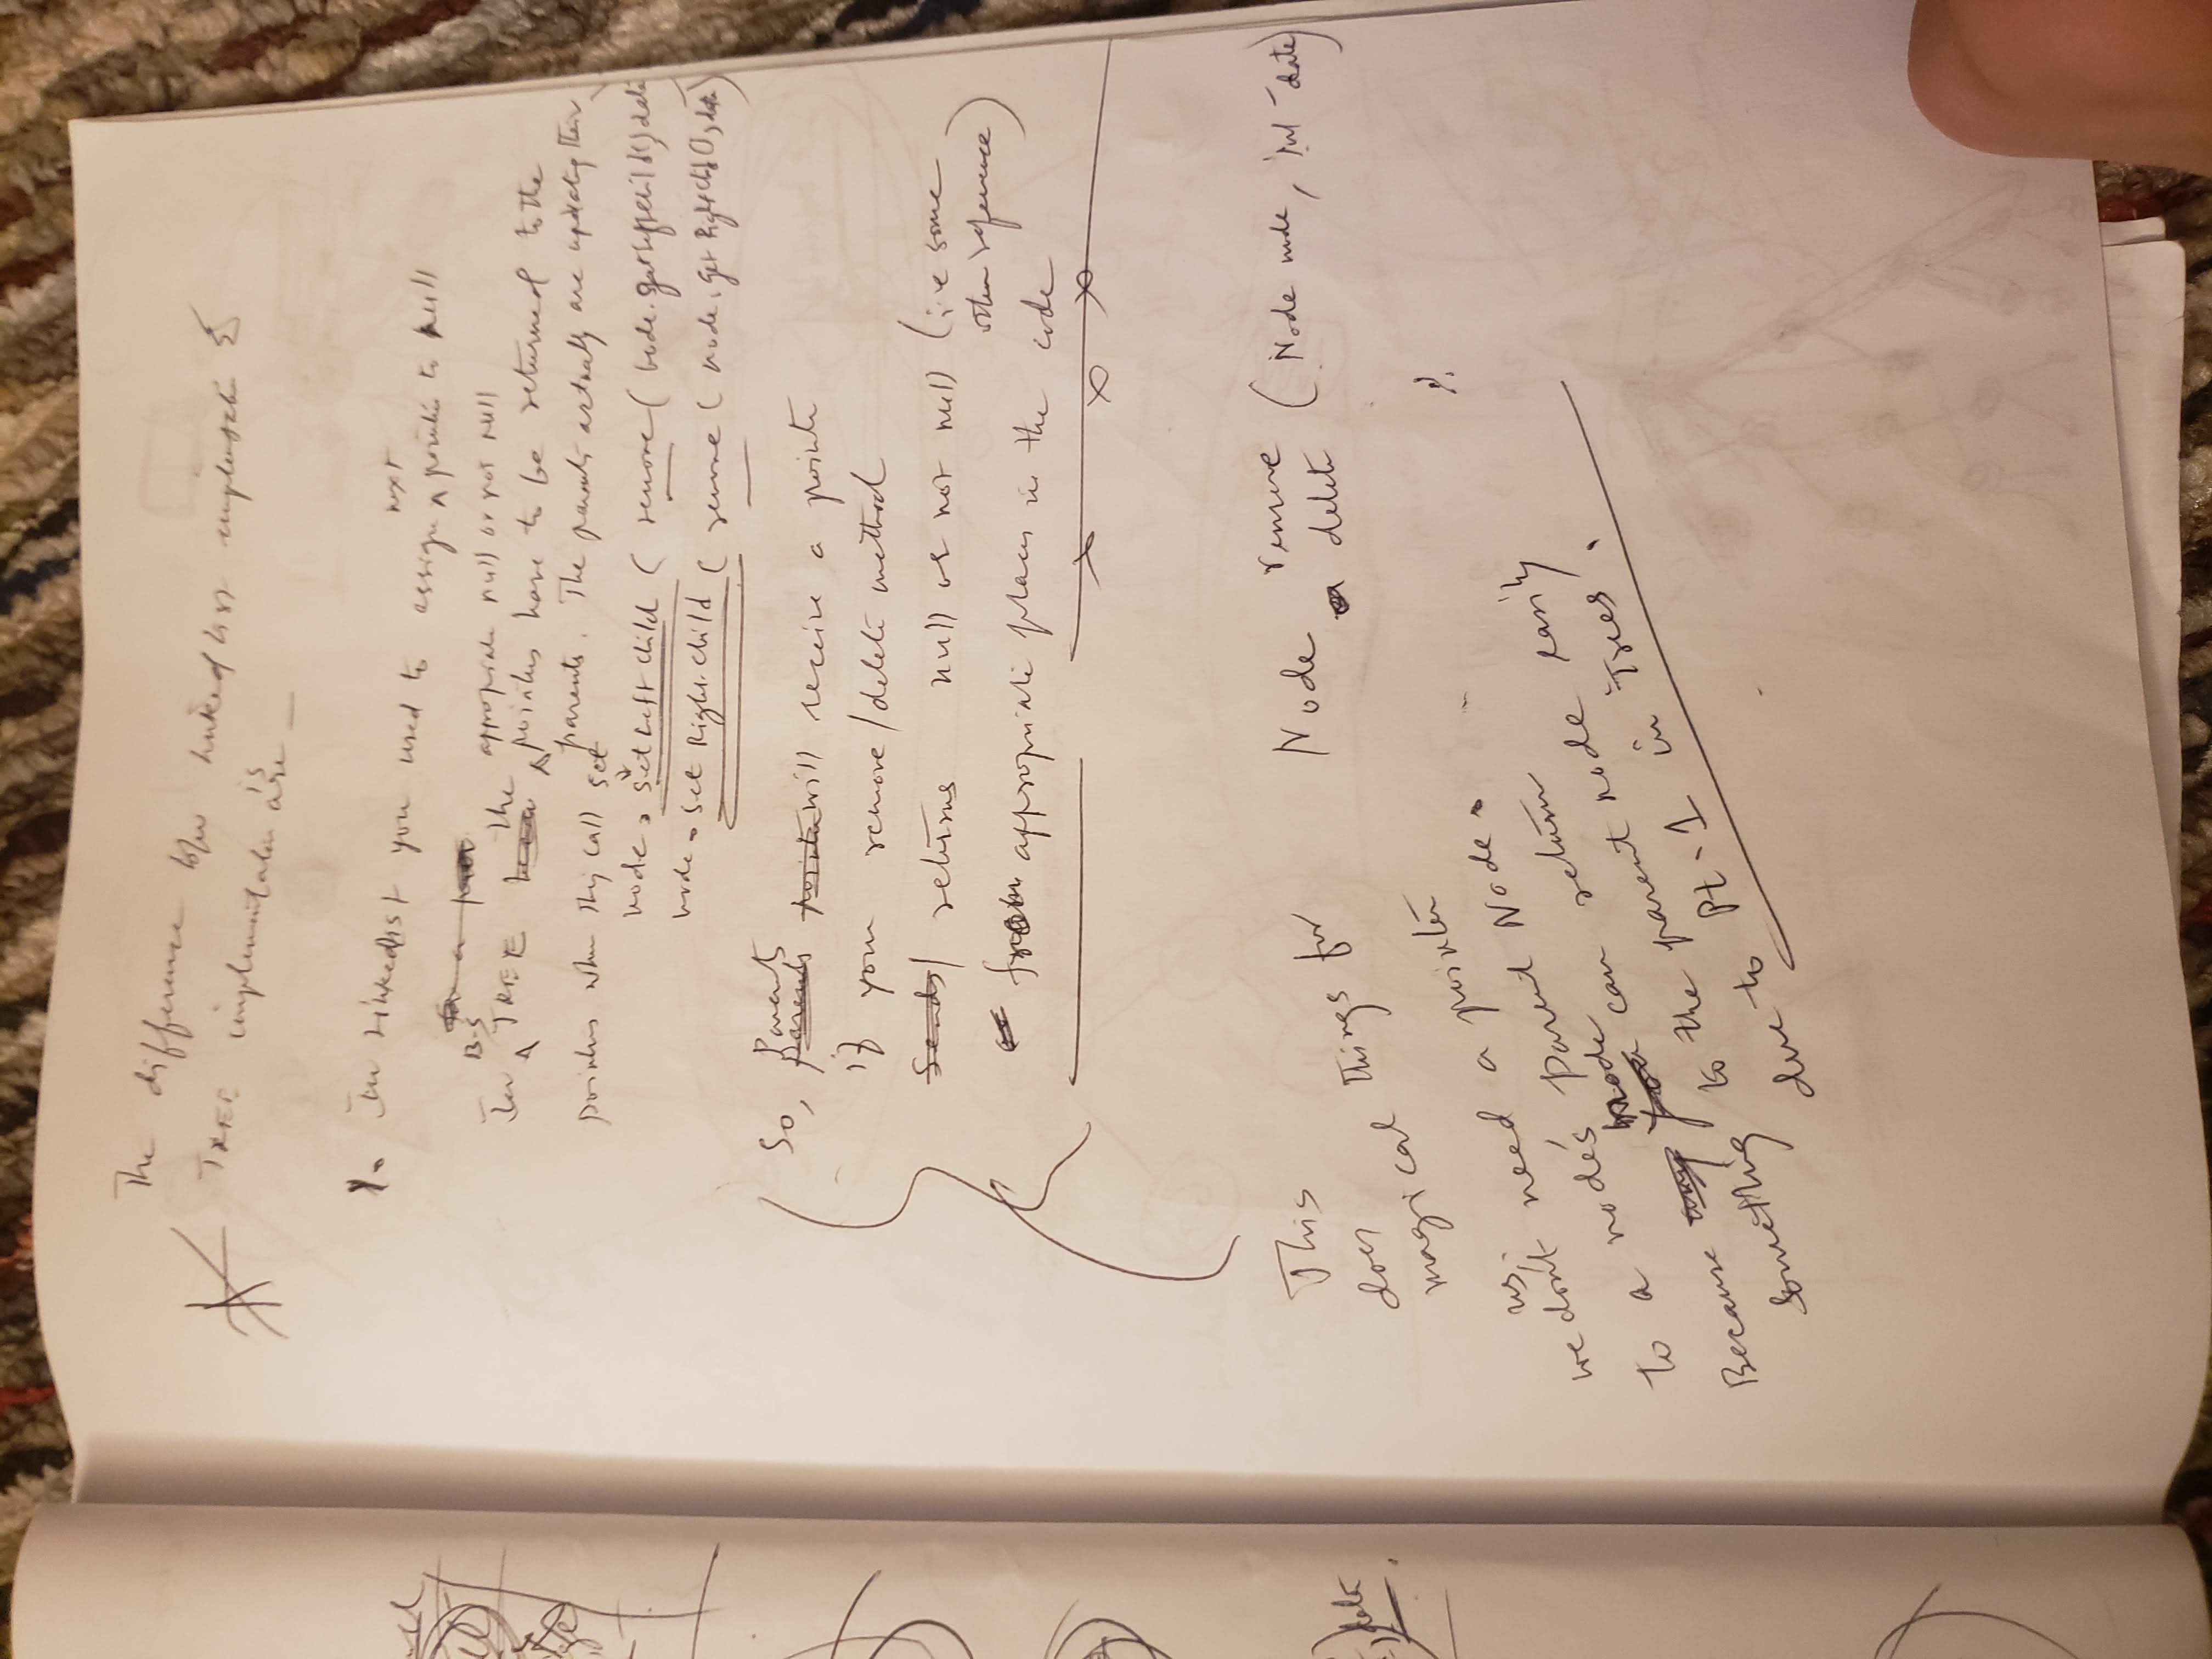 The difference b/w linked list implementation &
TREE implementation is are —
1. In Linkedlist you used to assign next pointer to null
In B-S TREE the appropriate null or not null
pointers have to be returned to the
parents. The parents actually are updating their
pointers when they call set
node. setLeftChild ( remove ( node.getLeftChild(), data
node. set RightChild ( remove ( node.getRightChild(), data)
So, Parents will receive a pointer
if your remove/delete method
Sends/ returns null or not null (i.e some
other reference)
from appropriate places in the code
This
does
magical things for
us.
Node remove
delete ( Node node, int data)
we don't need a pointer
to a node's Parent Node.
Because node can return
something to the parent node easily
due to Pt-1 in Trees.
data